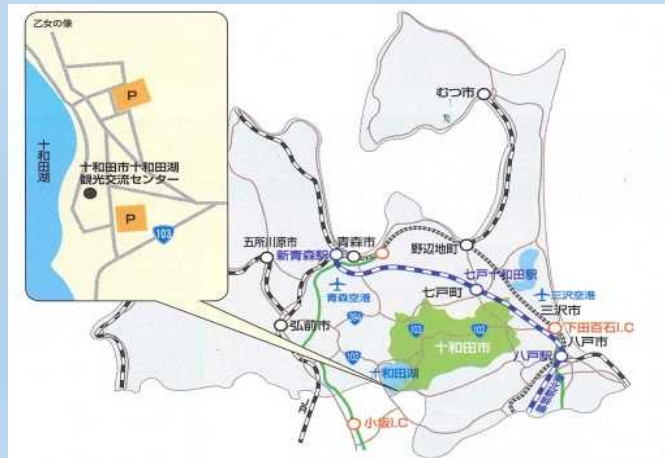 乙女の像
P
十和田湖
十和田市十和田湖
観光交流センター
P
103
むつ市
五所川原市
新青森駅
青森市
野辺地町
青森空港
七戸十和田駅
七戸町
三沢空港
三沢市
弘前市
394
103
102
下田百石I.C
八戸市
102
十和田市
八戸駅
十和田湖
小坂I.C